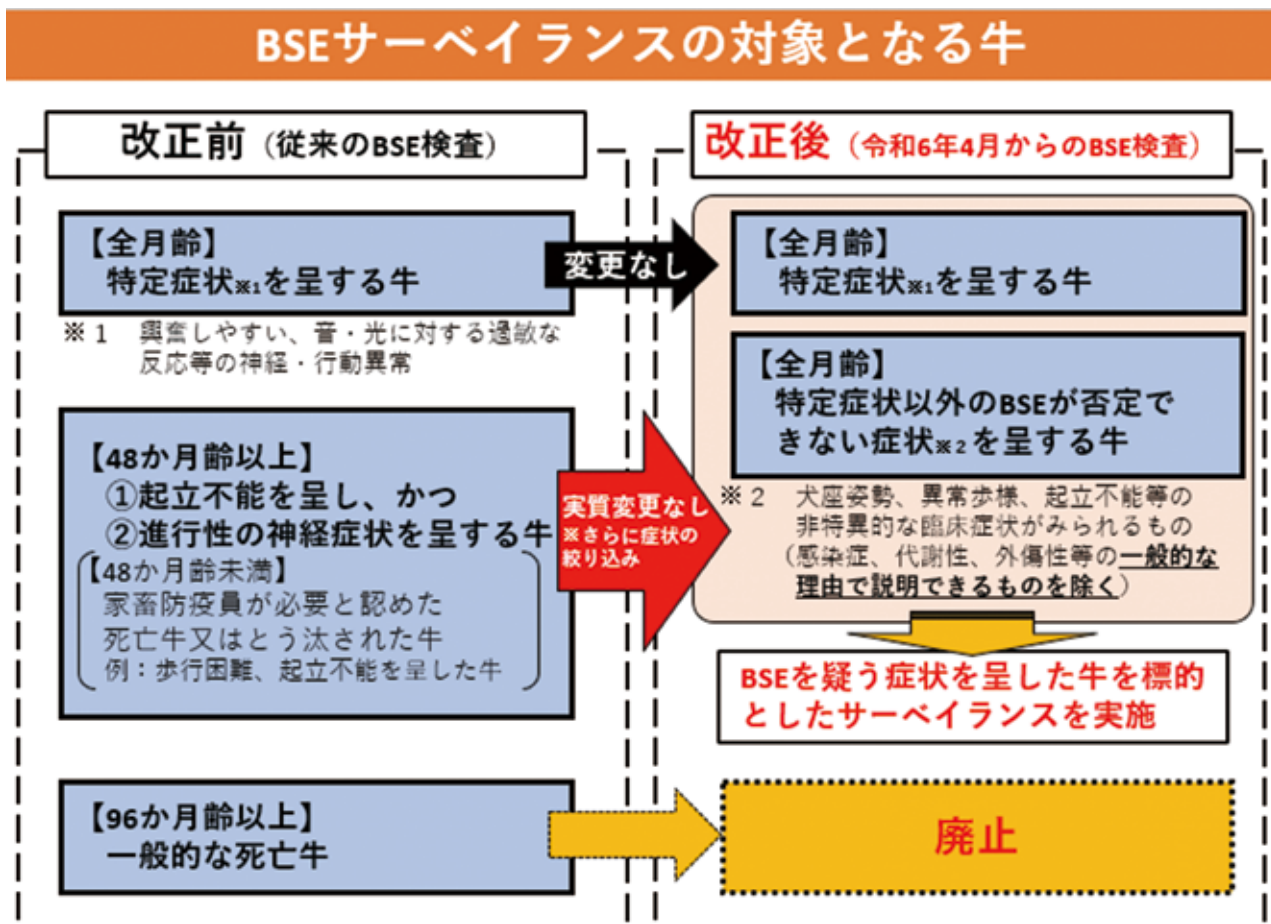 BSEサーベイランスの対象となる牛
改正前（従来のBSE検査）
【全月齢】
特定症状※1を呈する牛
※１　興奮しやすい、音・光に対する過敏な
反応等の神経・行動異常
【48か月齢以上】
①起立不能を呈し、かつ
②進行性の神経症状を呈する牛
【48か月齢未満】
家畜防疫員が必要と認めた
死亡牛又はとう汰された牛
例：歩行困難、起立不能を呈した牛
【96か月齢以上】
一般的な死亡牛
変更なし
実質変更なし
※さらに症状の
絞り込み
改正後（令和6年4月からのBSE検査）
【全月齢】
特定症状※1を呈する牛
【全月齢】
特定症状以外のBSEが否定で
きない症状※2を呈する牛
※２　犬座姿勢、異常歩様、起立不能等の
非特異的な臨床症状がみられるもの
（感染症、代謝性、外傷性等の一般的な
理由で説明できるものを除く）
BSEを疑う症状を呈した牛を標的
としたサーベイランスを実施
廃止